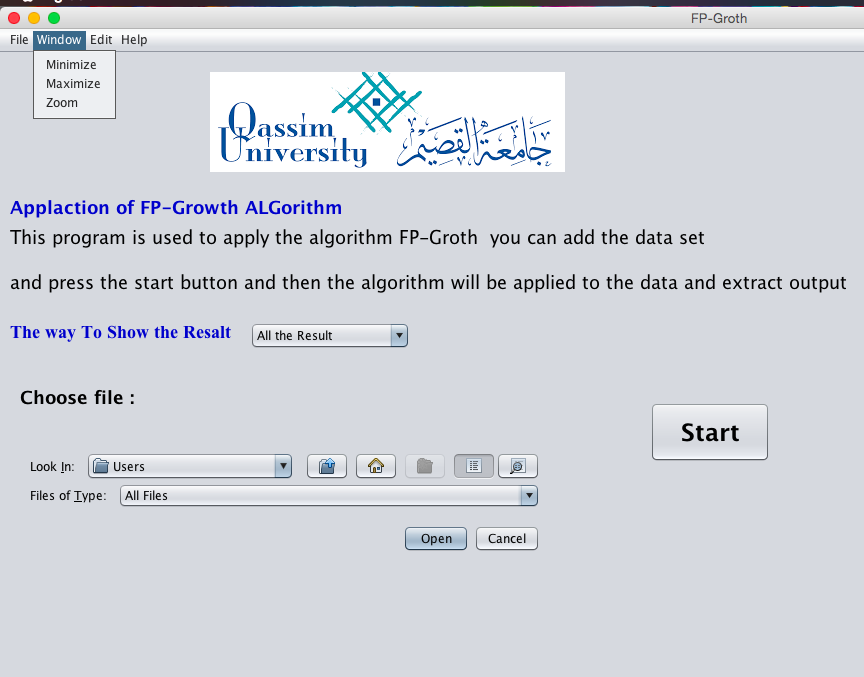 FP-Groth
File Window Edit Help
Minimize
Maximize
Zoom
Qassim
University
جامعة القصيم
Applaction of FP-Growth ALGorithm
This program is used to apply the algorithm FP-Groth you can add the data set
and press the start button and then the algorithm will be applied to the data and extract output
The way To Show the Resalt All the Result
Choose file :
Start
Look In: Users
Files of Type: All Files
Open Cancel